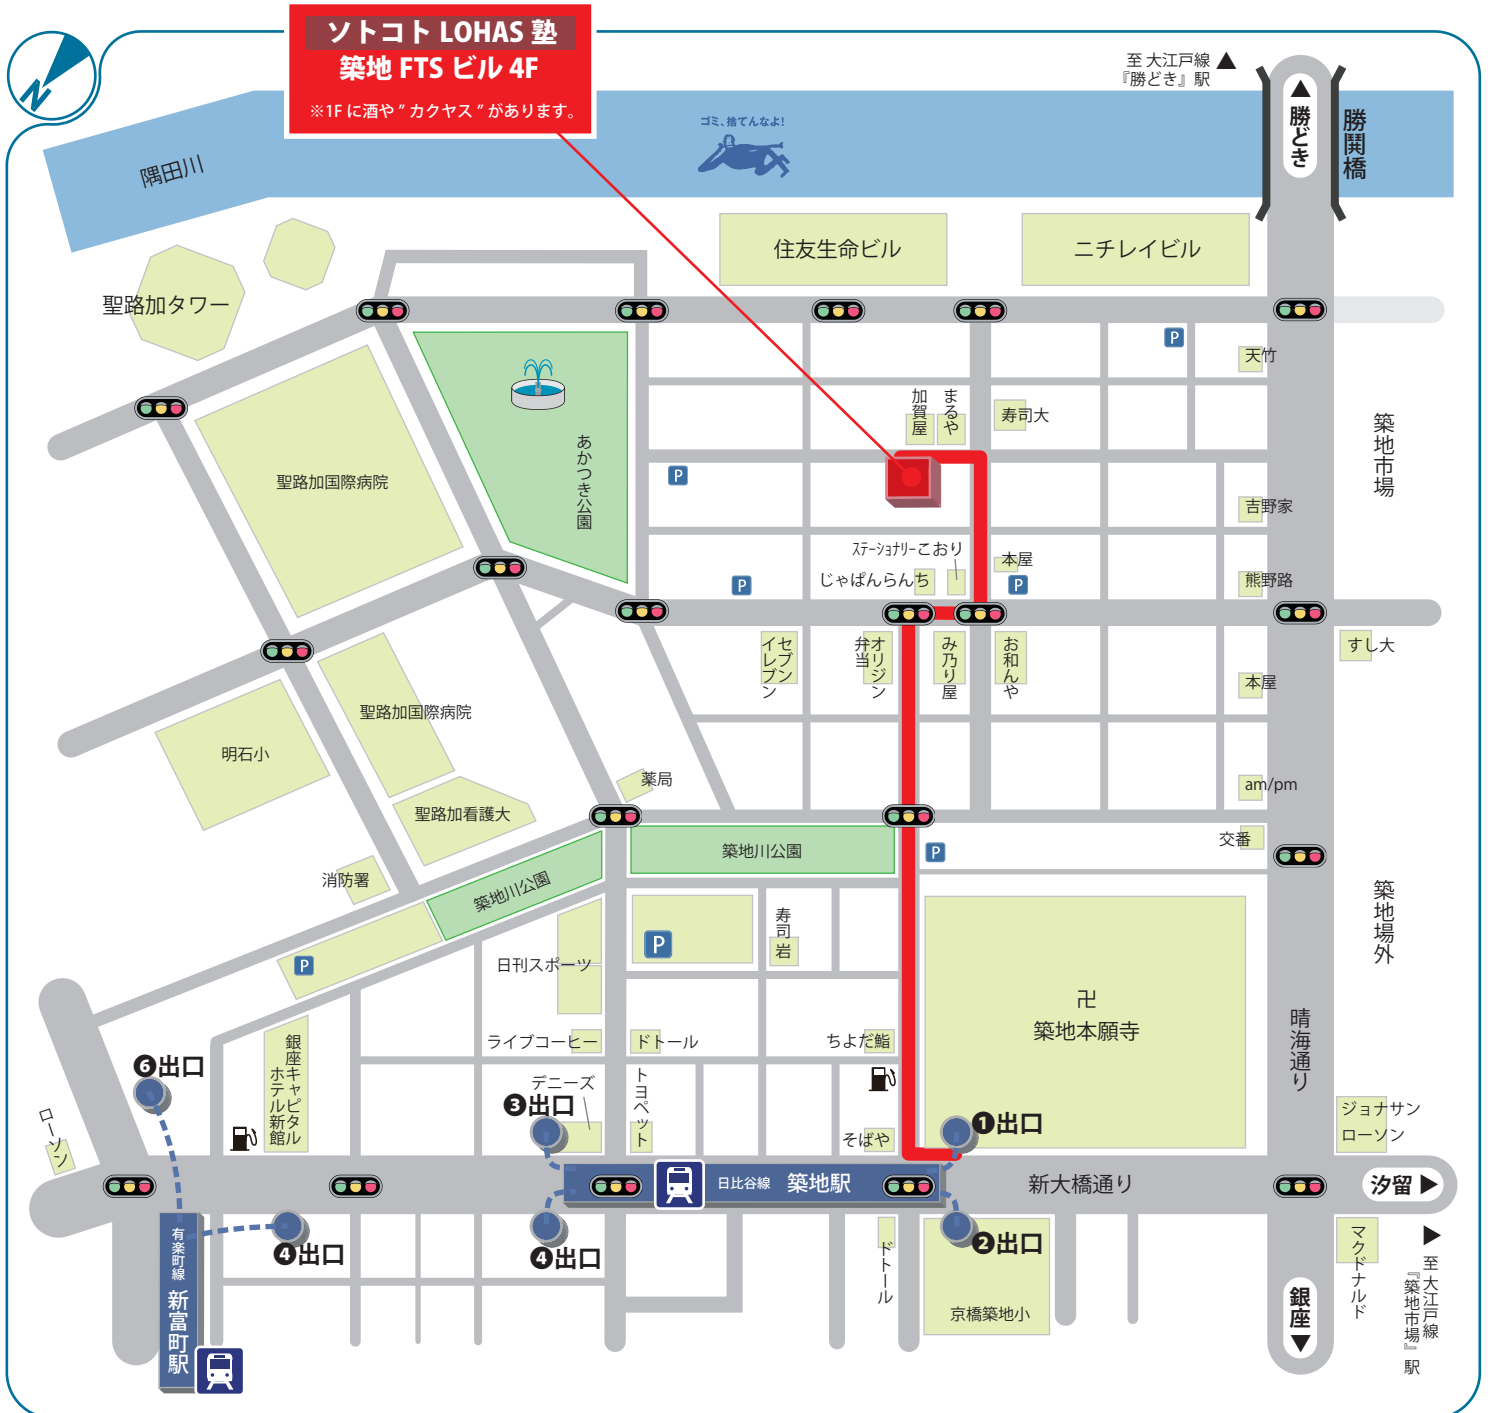 ソトコト LOHAS 塾
築地 FTS ビル 4F
※1F に酒や " カクヤス " があります。
N
至 大江戸線 ▲
『勝どき』駅
▲勝どき
勝鬨橋
ゴミ、捨てんなよ!
隅田川
住友生命ビル
ニチレイビル
聖路加タワー
P
天竹
加賀屋
まるや
寿司大
築地市場
あかつき公園
聖路加国際病院
P
吉野家
ステーショナリーこおり
本屋
じゃぱんらんち
P
P
熊野路
セブンイレブン
オリジン弁当
み乃り屋
お和んや
すし大
本屋
聖路加国際病院
明石小
薬局
am/pm
聖路加看護大
交番
築地川公園
P
消防署
築地川公園
築地場外
寿司岩
P
日刊スポーツ
P
卍
築地本願寺
晴海通り
銀座キャピタルホテル新館
ライブコーヒー
ドトール
ちよだ鮨
❻出口
デニーズ
トヨペット
❸出口
❶出口
ジョナサン
ローソン
ローソン
そばや
日比谷線 築地駅
新大橋通り
汐留 ▶
有楽町線 新富町駅
❹出口
❹出口
❷出口
ドトール
京橋築地小
マクドナルド
▶至 大江戸線
『築地市場』駅
銀座▼